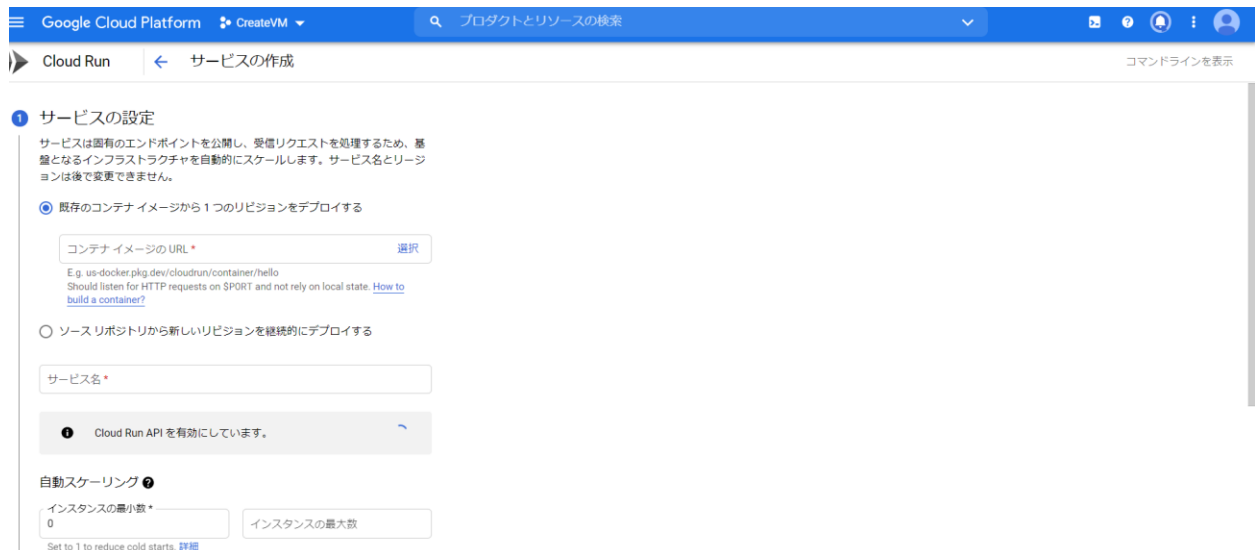 Google Cloud Platform CreateVM プロダクトとリソースの検索
Cloud Run サービスの作成 コマンドラインを表示
1 サービスの設定
サービスは固有のエンドポイントを公開し、受信リクエストを処理するため、基
盤となるインフラストラクチャを自動的にスケールします。サービス名とリージ
ョンは後で変更できません。
既存のコンテナ イメージから 1 つのリビジョンをデプロイする
コンテナ イメージの URL * 選択
E.g. us-docker.pkg.dev/cloudrun/container/hello
Should listen for HTTP requests on $PORT and not rely on local state. How to
build a container?
ソース リポジトリから新しいリビジョンを継続的にデプロイする
サービス名 *
Cloud Run API を有効にしています。
自動スケーリング
インスタンスの最小数 *
0 インスタンスの最大数
Set to 1 to reduce cold starts. 詳細